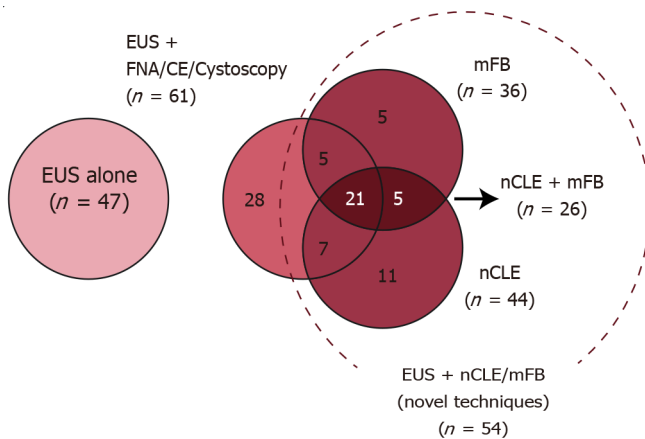 EUS +
FNA/CE/Cystoscopy
(n = 61)
mFB
(n = 36)
5
5
EUS alone
(n = 47)
28
21
5
nCLE + mFB
(n = 26)
7
11
nCLE
(n = 44)
EUS + nCLE/mFB
(novel techniques)
(n = 54)